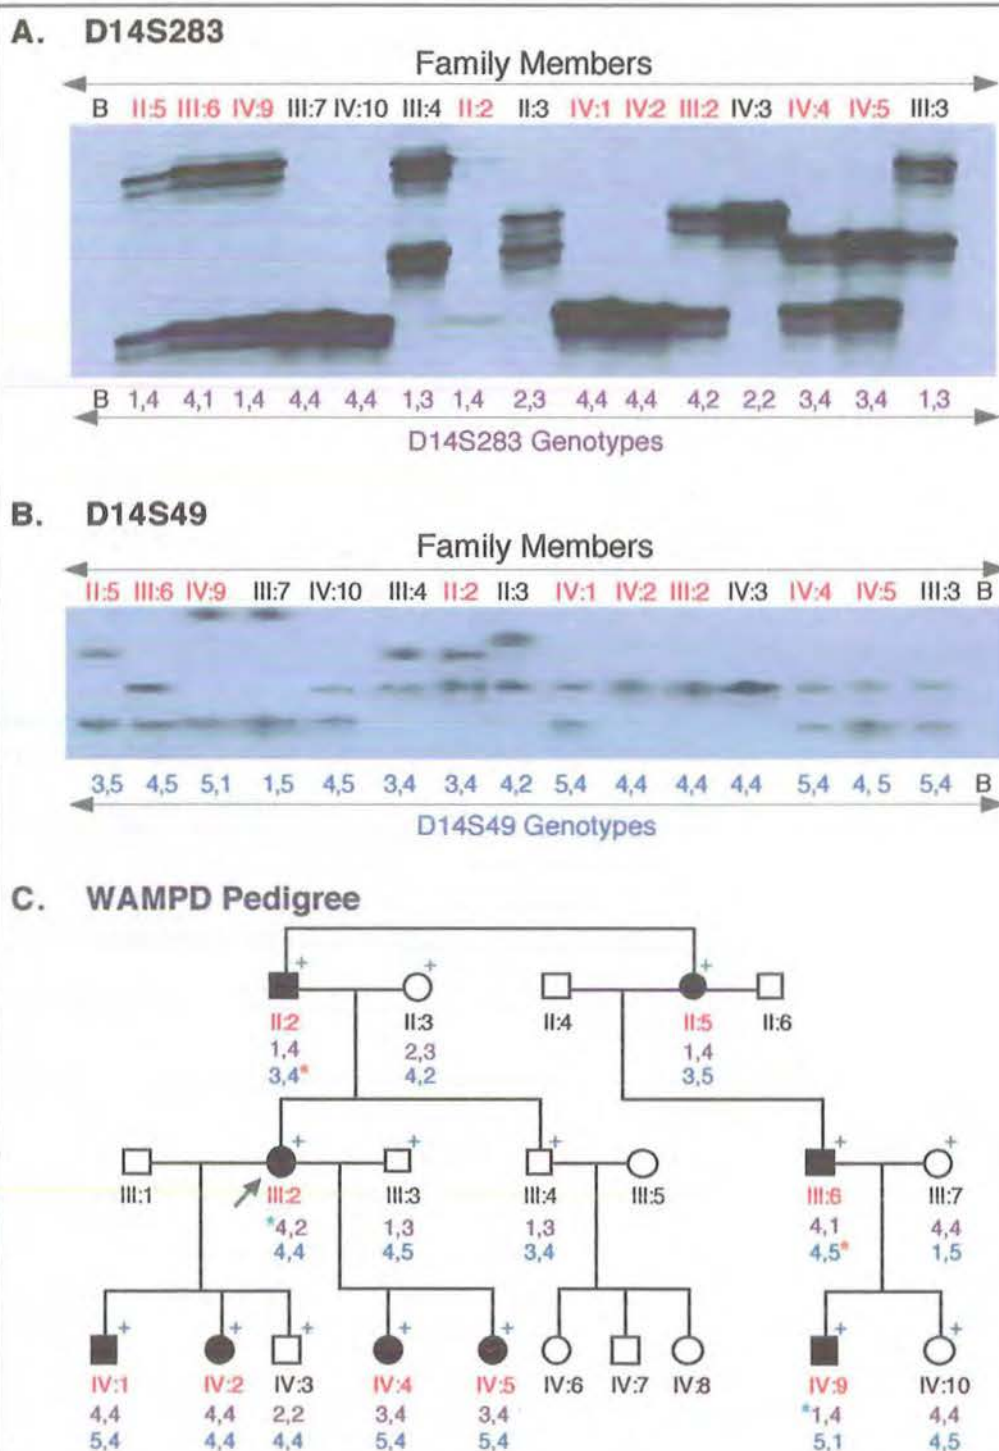 A. D14S283
Family Members
B II:5 III:6 IV:9 III:7 IV:10 III:4 II:2 II:3 IV:1 IV:2 III:2 IV:3 IV:4 IV:5 III:3
B 1,4 4,1 1,4 4,4 4,4 1,3 1,4 2,3 4,4 4,4 4,2 2,2 3,4 3,4 1,3
D14S283 Genotypes
B. D14S49
Family Members
II:5 III:6 IV:9 III:7 IV:10 III:4 II:2 II:3 IV:1 IV:2 III:2 IV:3 IV:4 IV:5 III:3 B
3,5 4,5 5,1 1,5 4,5 3,4 3,4 4,2 5,4 4,4 4,4 4,4 5,4 4, 5 5,4 B
D14S49 Genotypes
C. WAMPD Pedigree
+ + +
II:2 II:3 II:4 II:5 II:6
1,4 2,3 1,4
3,4* 4,2 3,5
+ + + + +
III:1 III:2 III:3 III:4 III:5 III:6 III:7
*4,2 1,3 1,3 4,1 4,4
4,4 4,5 3,4 4,5* 1,5
+ + + + + + +
IV:1 IV:2 IV:3 IV:4 IV:5 IV:6 IV:7 IV:8 IV:9 IV:10
4,4 4,4 2,2 3,4 3,4 *1,4 4,4
5,4 4,4 4,4 5,4 5,4 5,1 4,5